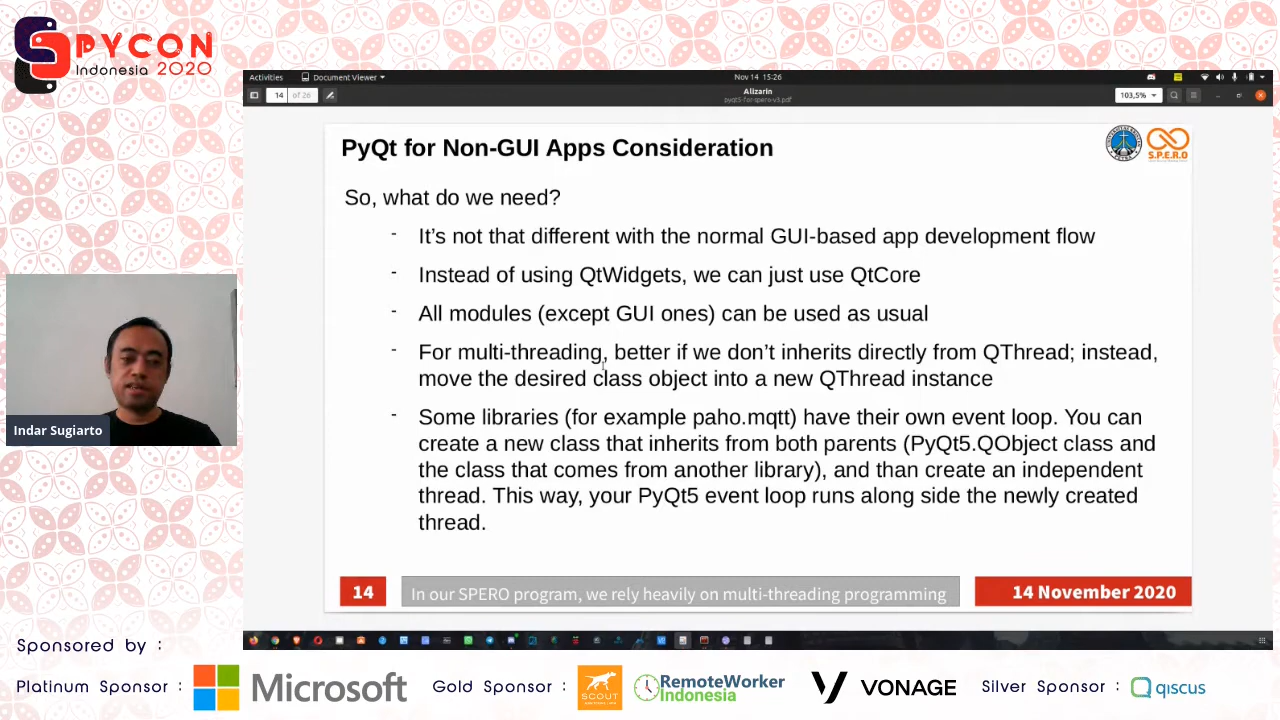 PYCON
Indonesia 2020
Activities
Document Viewer
Nov 14 15:26
14 of 26
Alizarin
pyqt5-for-spero-v3.pdf
103,5%
PyQt for Non-GUI Apps Consideration
S.P.E.R.O
So, what do we need?
- It's not that different with the normal GUI-based app development flow
- Instead of using QtWidgets, we can just use QtCore
- All modules (except GUI ones) can be used as usual
- For multi-threading, better if we don't inherits directly from QThread; instead,
move the desired class object into a new QThread instance
- Some libraries (for example paho.mqtt) have their own event loop. You can
create a new class that inherits from both parents (PyQt5.QObject class and
the class that comes from another library), and than create an independent
thread. This way, your PyQt5 event loop runs along side the newly created
thread.
Indar Sugiarto
14
In our SPERO program, we rely heavily on multi-threading programming
14 November 2020
Sponsored by :
Platinum Sponsor :
Microsoft
Gold Sponsor :
SCOUT
RemoteWorker
Indonesia
VONAGE
Silver Sponsor :
qiscus